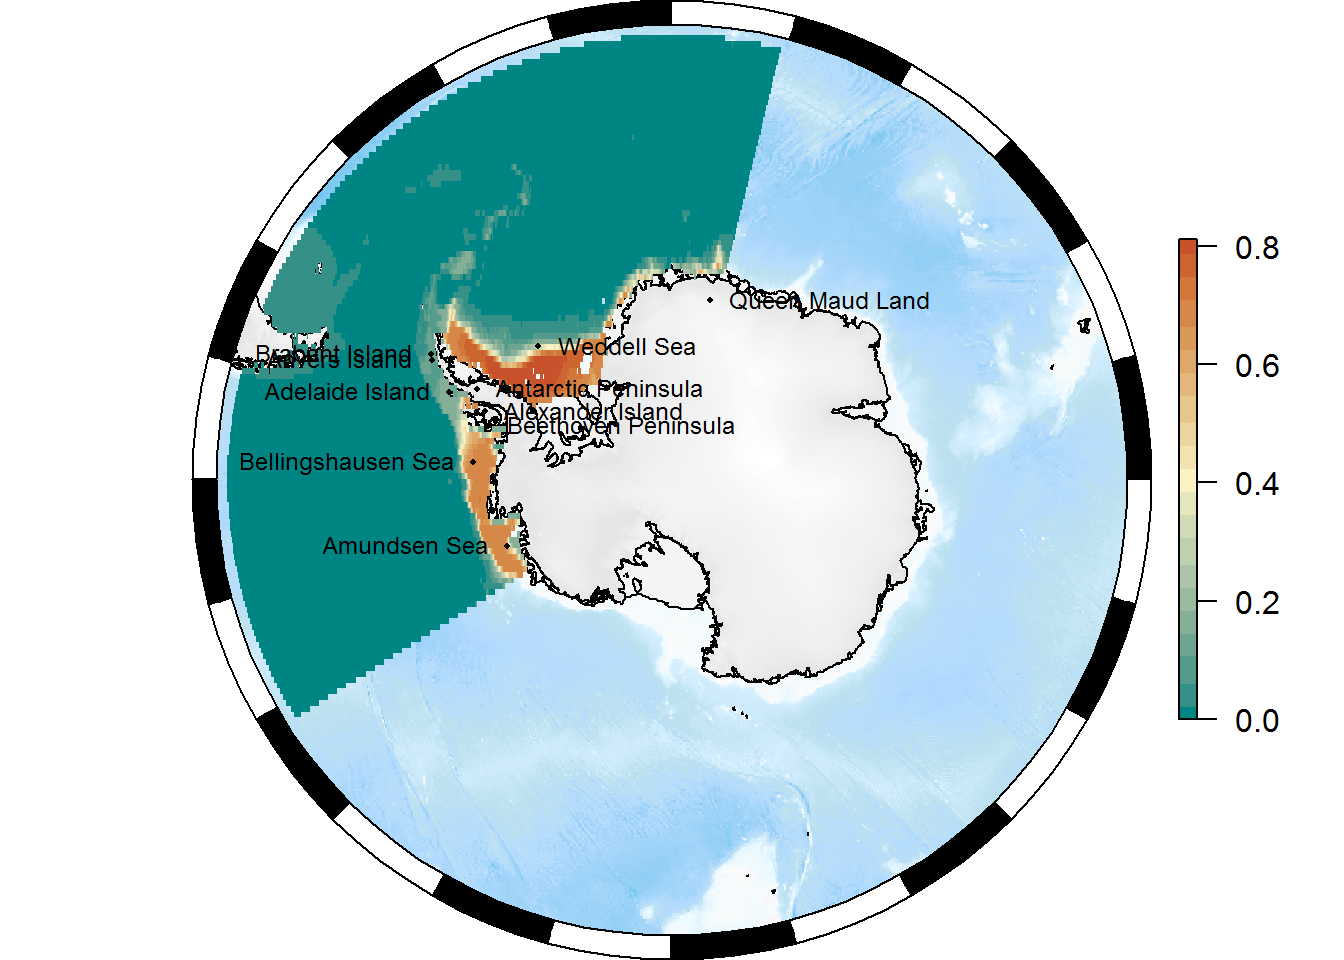 Queen Maud Land
Weddell Sea
Brabant Island
Anvers Island
Adelaide Island
Antarctic Peninsula
Alexander Island
Beethoven Peninsula
Bellingshausen Sea
Amundsen Sea
0.8
0.6
0.4
0.2
0.0